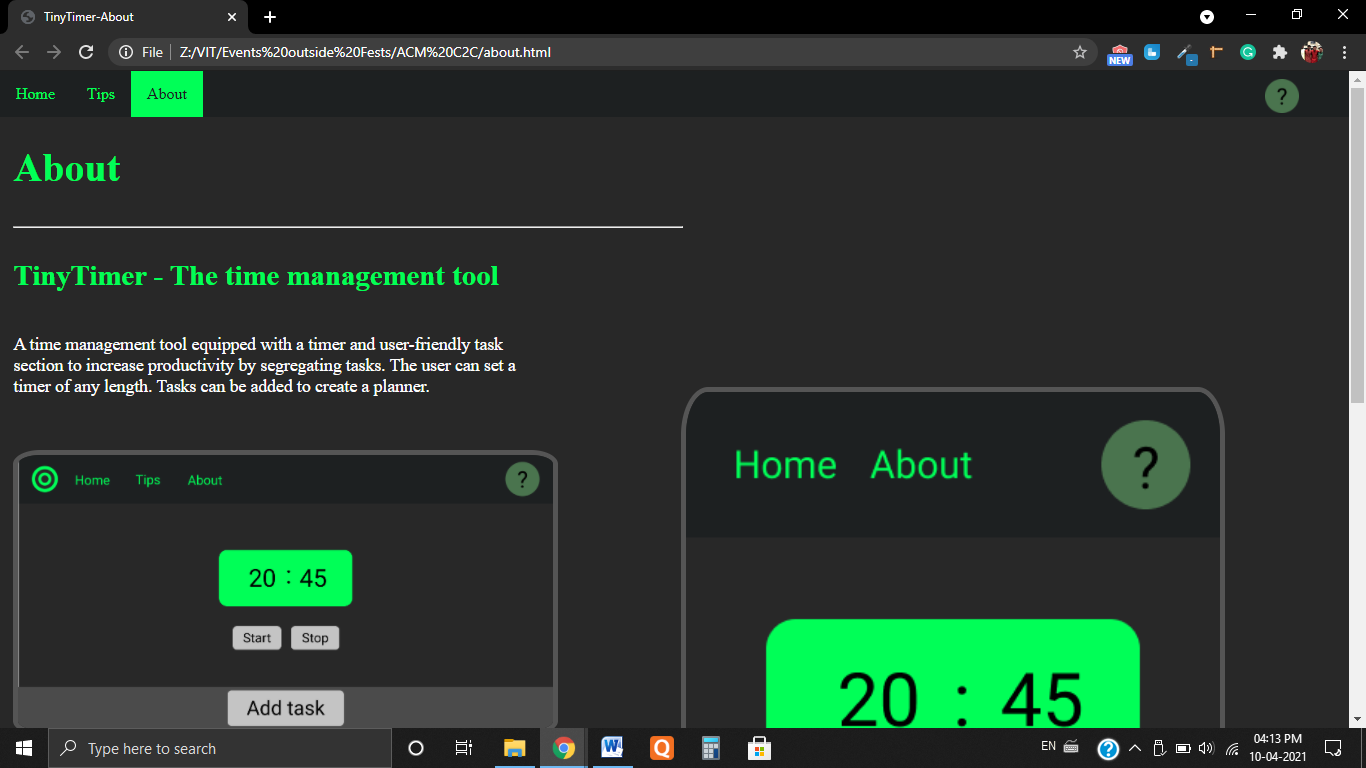 TinyTimer-About
File Z:/VIT/Events%20outside%20Fests/ACM%20C2C/about.html
NEW
Home Tips About ?
About
TinyTimer - The time management tool
A time management tool equipped with a timer and user-friendly task
section to increase productivity by segregating tasks. The user can set a
timer of any length. Tasks can be added to create a planner.
Home Tips About ?
20 : 45
Start Stop
Add task
Home About ?
20 : 45
Type here to search
EN
04:13 PM
10-04-2021